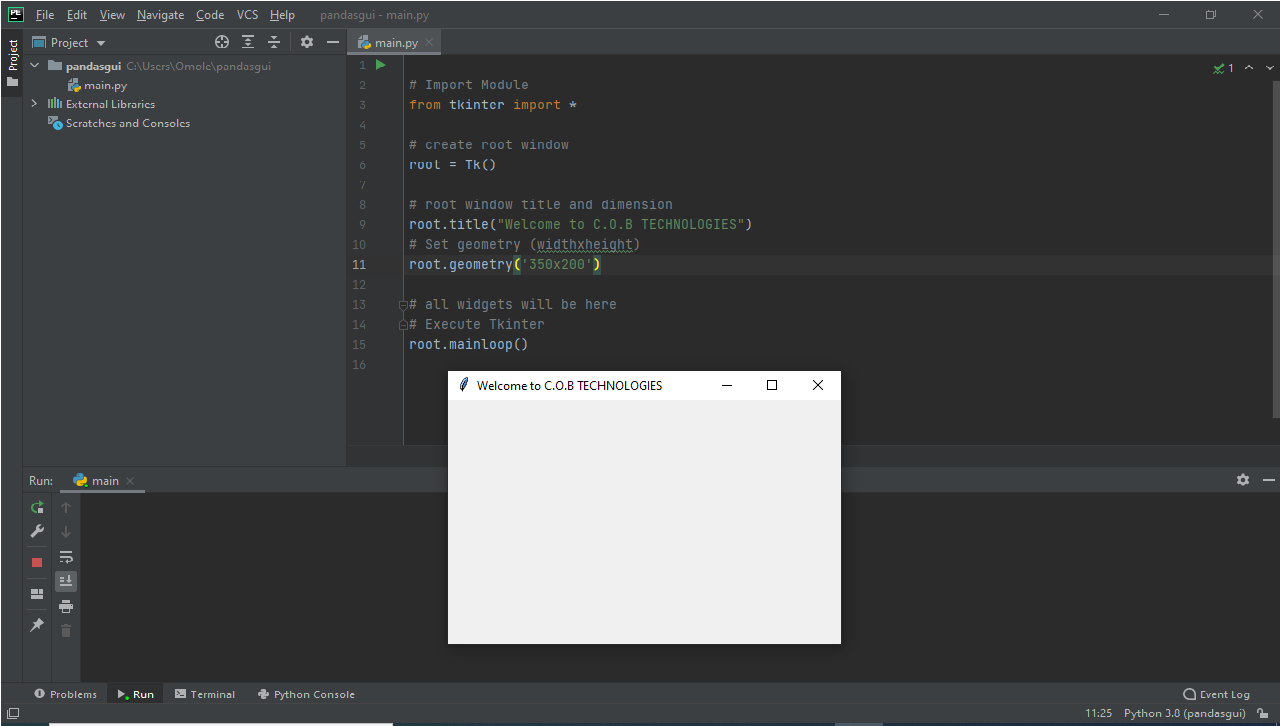 File Edit View Navigate Code VCS Help pandasgui - main.py
Project
Project
main.py
pandasgui C:\Users\Omole\pandasgui
main.py
External Libraries
Scratches and Consoles
1
1
2 # Import Module
3 from tkinter import *
4
5 # create root window
6 root = Tk()
7
8 # root window title and dimension
9 root.title("Welcome to C.O.B TECHNOLOGIES")
10 # Set geometry (widthxheight)
11 root.geometry('350x200')
12
13 # all widgets will be here
14 # Execute Tkinter
15 root.mainloop()
16
Welcome to C.O.B TECHNOLOGIES
Run: main
Problems Run Terminal Python Console Event Log
11:25 Python 3.8 (pandasgui)